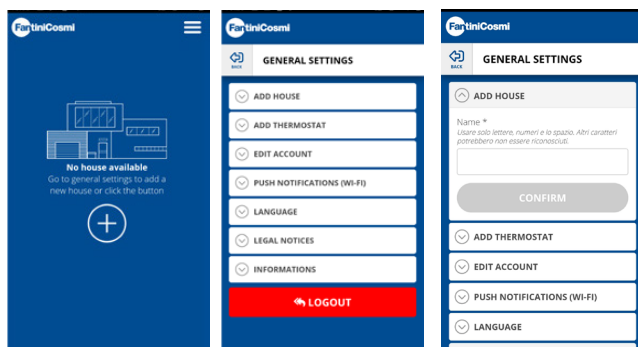 FantiniCosmi
No house available
Go to general settings to add a
new house or click the button
FantiniCosmi
BACK
GENERAL SETTINGS
ADD HOUSE
ADD THERMOSTAT
EDIT ACCOUNT
PUSH NOTIFICATIONS (WI-FI)
LANGUAGE
LEGAL NOTICES
INFORMATIONS
LOGOUT
FantiniCosmi
BACK
GENERAL SETTINGS
ADD HOUSE
Name *
Usare solo lettere, numeri e lo spazio. Altri caratteri
potrebbero non essere riconosciuti.
CONFIRM
ADD THERMOSTAT
EDIT ACCOUNT
PUSH NOTIFICATIONS (WI-FI)
LANGUAGE